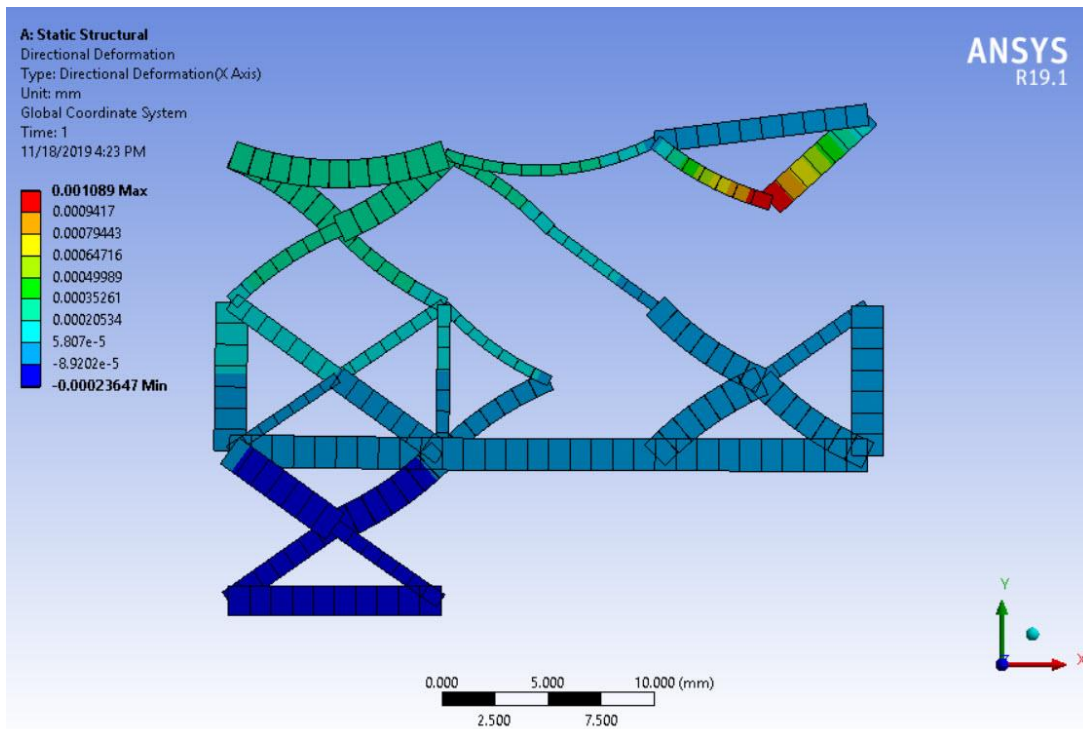 A: Static Structural
Directional Deformation
Type: Directional Deformation(X Axis)
Unit: mm
Global Coordinate System
Time: 1
11/18/2019 4:23 PM
ANSYS
R19.1
0.001089 Max
0.0009417
0.00079443
0.00064716
0.00049989
0.00035261
0.00020534
5.807e-5
-8.9202e-5
-0.00023647 Min
Y
X
0.000 5.000 10.000 (mm)
2.500 7.500